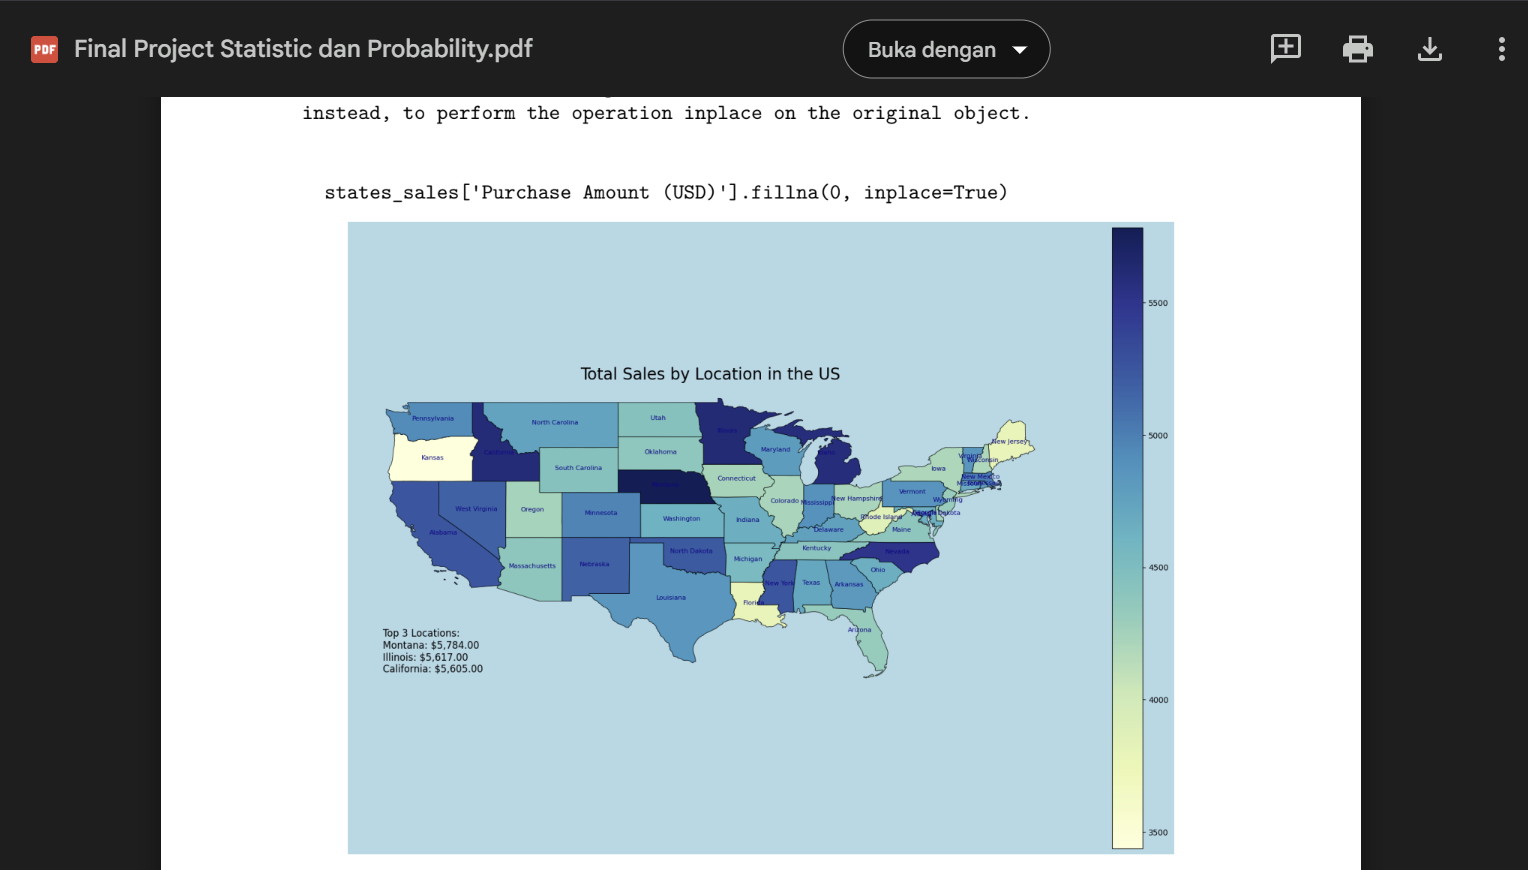 PDF Final Project Statistic dan Probability.pdf
Buka dengan
instead, to perform the operation inplace on the original object.
states_sales['Purchase Amount (USD)'].fillna(0, inplace=True)
Total Sales by Location in the US
5500
5000
4500
4000
3500
Pennsylvania
North Carolina
Utah
Illinois
Kansas
California
Oklahoma
Maryland
Idaho
New Jersey
South Carolina
Montana
Connecticut
Iowa
Virginia
Wisconsin
Colorado
Mississippi
New Hampshire
Vermont
New Mexico
Wyoming
West Virginia
Oregon
Minnesota
Washington
Indiana
Rhode Island
Alabama
Delaware
Maine
Massachusetts
Nebraska
North Dakota
Michigan
Kentucky
Nevada
Louisiana
Florida
New York
Texas
Arkansas
Ohio
Arizona
Top 3 Locations:
Montana: $5,784.00
Illinois: $5,617.00
California: $5,605.00